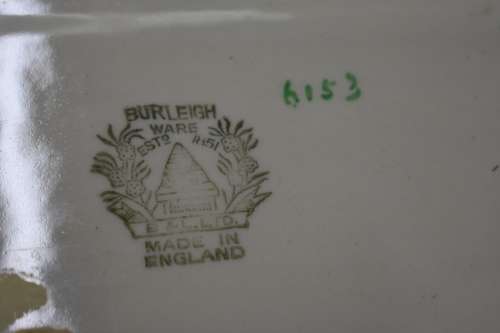 BURLEIGH
WARE
ESTD 1851
B & L. LTD.
MADE IN
ENGLAND
6153